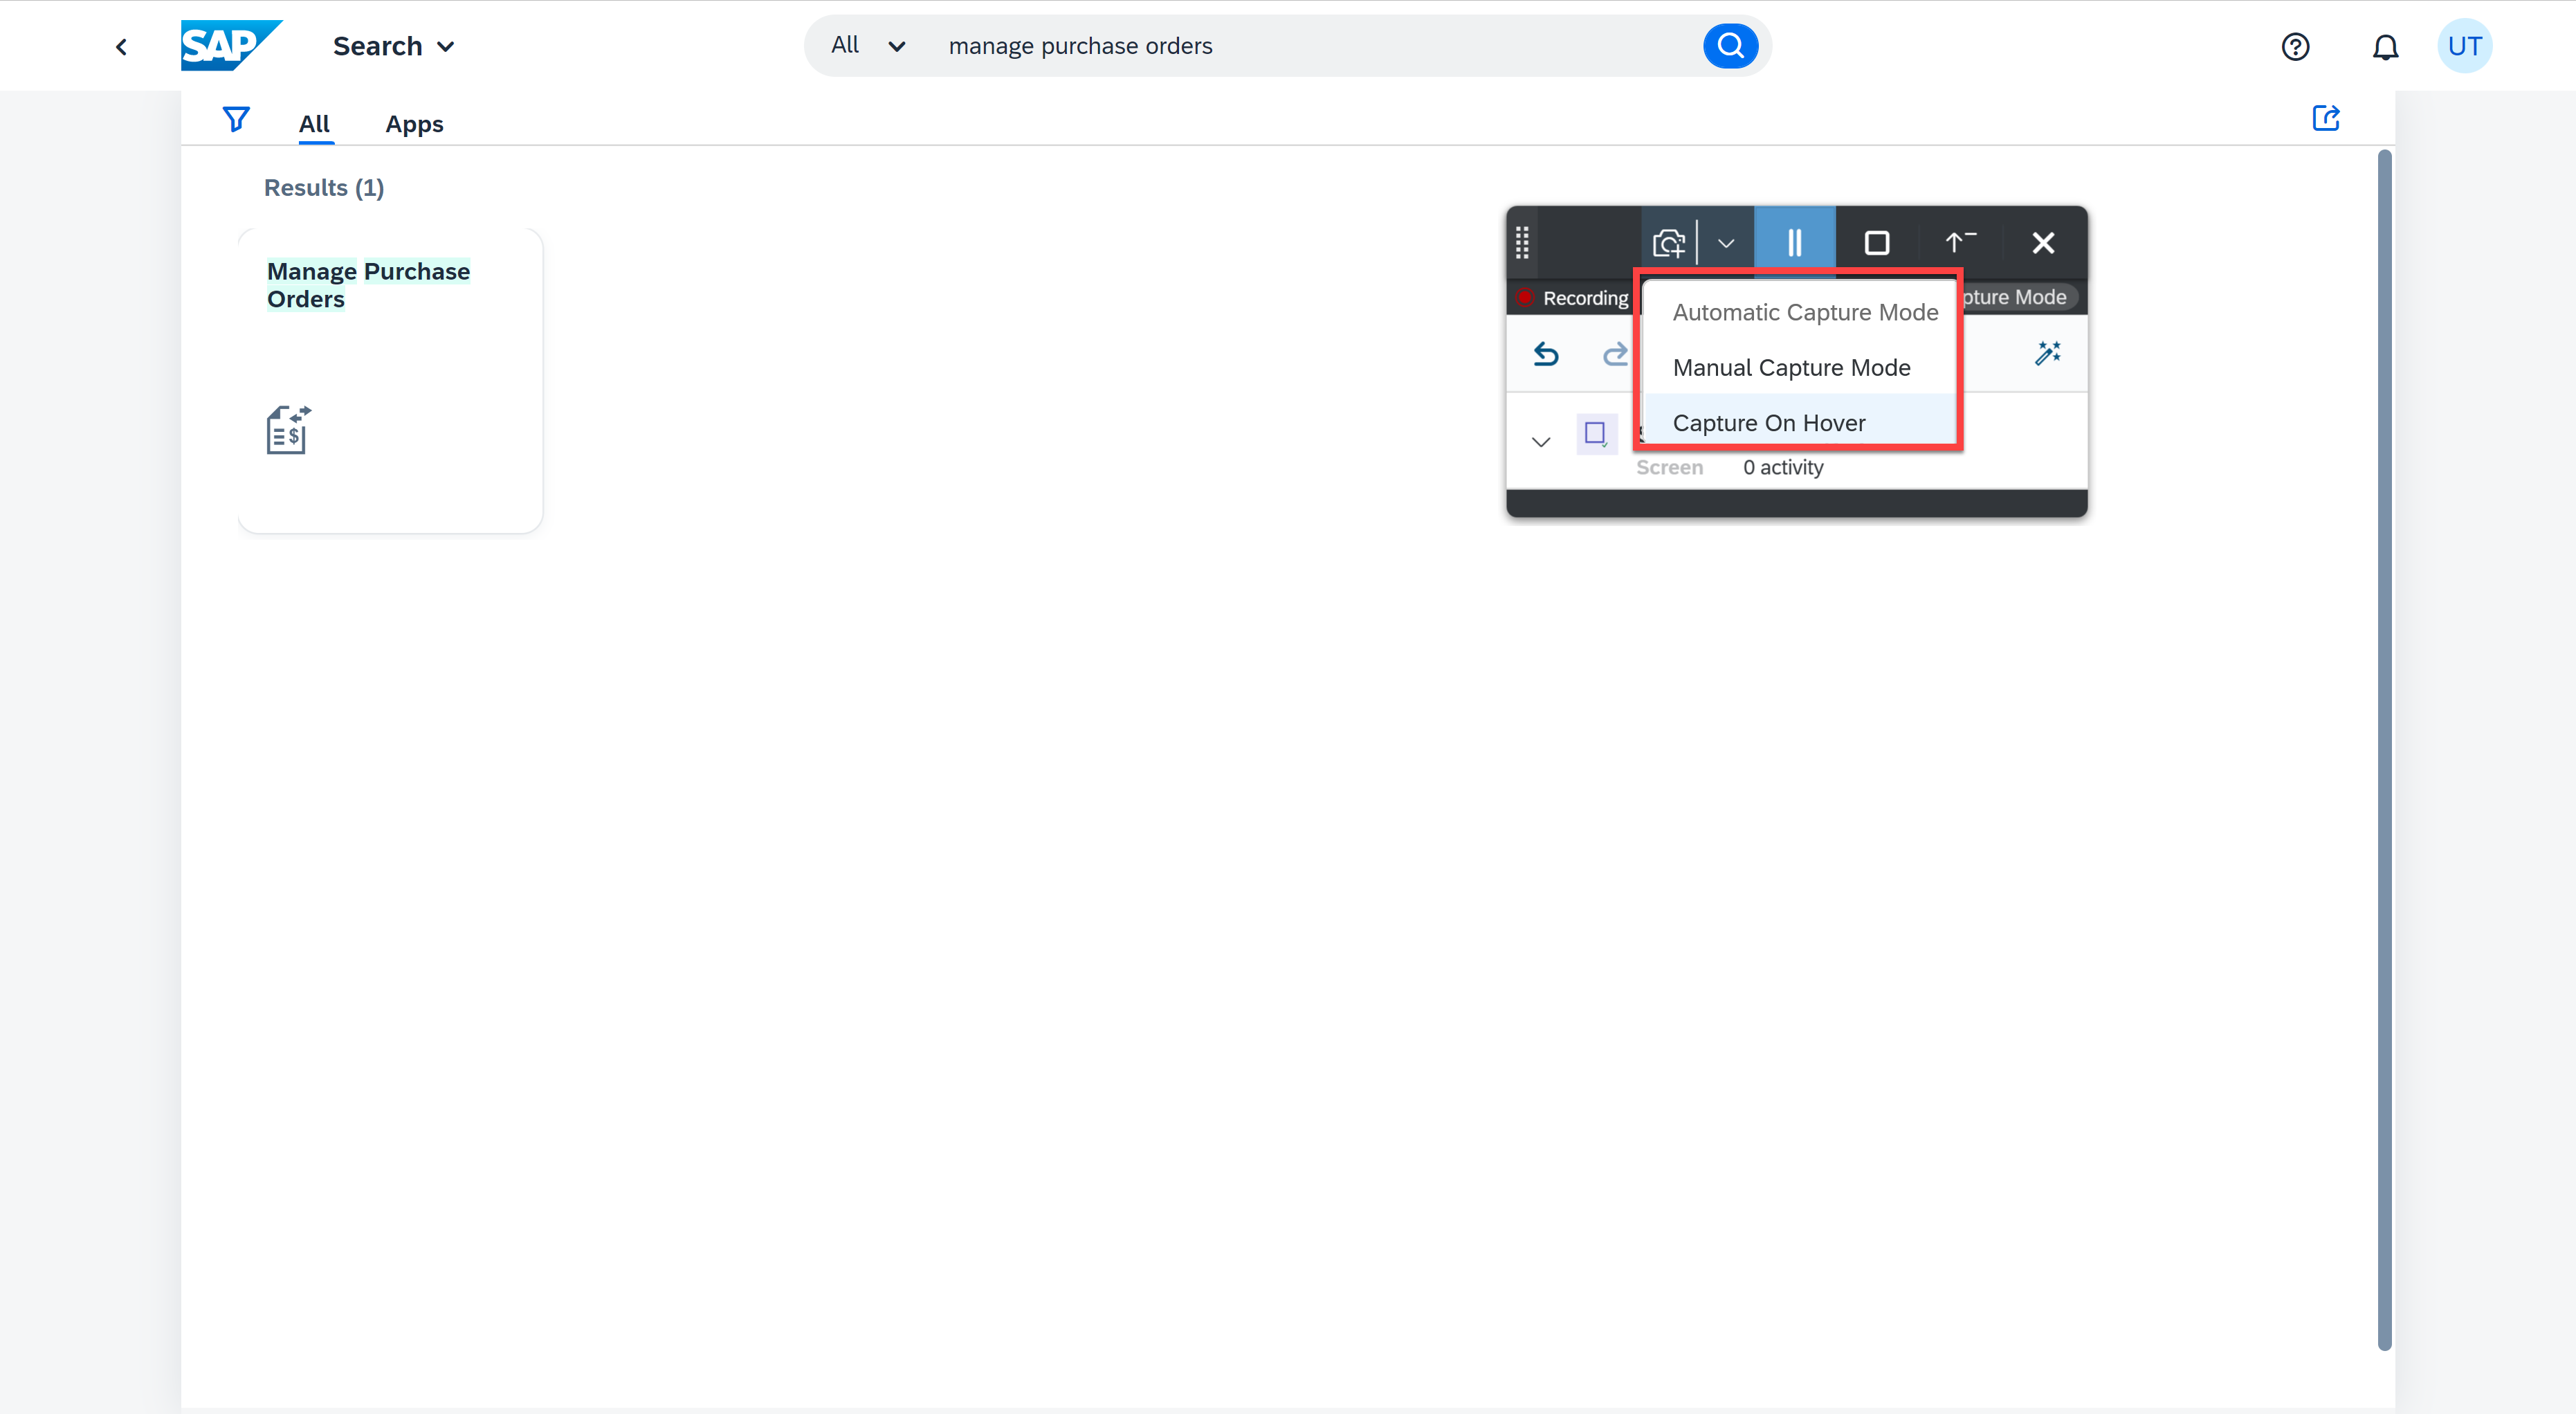 SAP
Search
All
manage purchase orders
UT
All
Apps
Results (1)
Manage Purchase
Orders
$
Recording
pture Mode
Automatic Capture Mode
Manual Capture Mode
Capture On Hover
Screen
0 activity